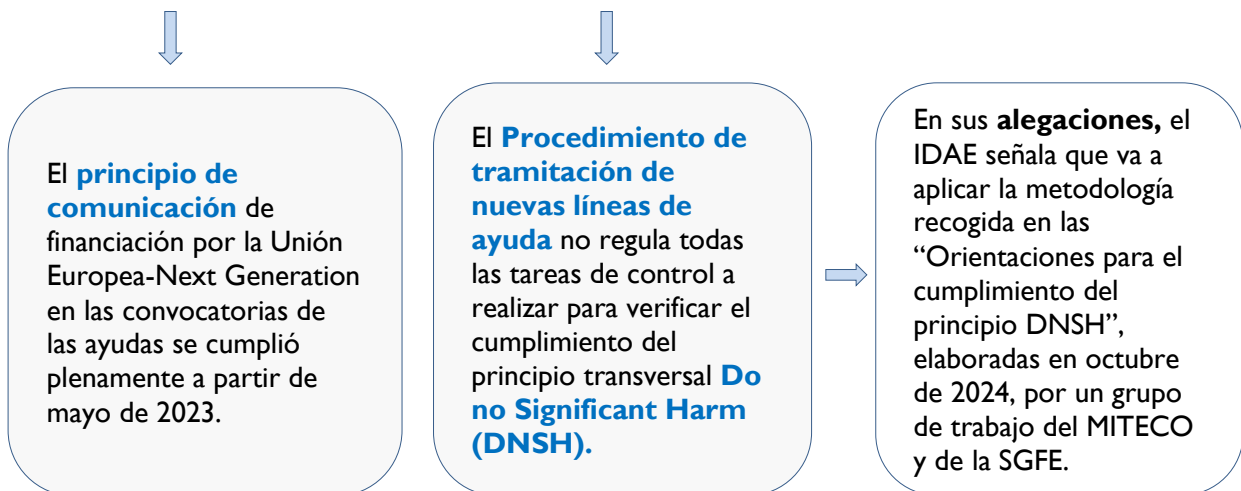 El principio de
comunicación de
financiación por la Unión
Europea-Next Generation
en las convocatorias de
las ayudas se cumplió
plenamente a partir de
mayo de 2023.
El Procedimiento de
tramitación de
nuevas líneas de
ayuda no regula todas
las tareas de control a
realizar para verificar el
cumplimiento del
principio transversal Do
no Significant Harm
(DNSH).
En sus alegaciones, el
IDAE señala que va a
aplicar la metodología
recogida en las
“Orientaciones para el
cumplimiento del
principio DNSH”,
elaboradas en octubre
de 2024, por un grupo
de trabajo del MITECO
y de la SGFE.